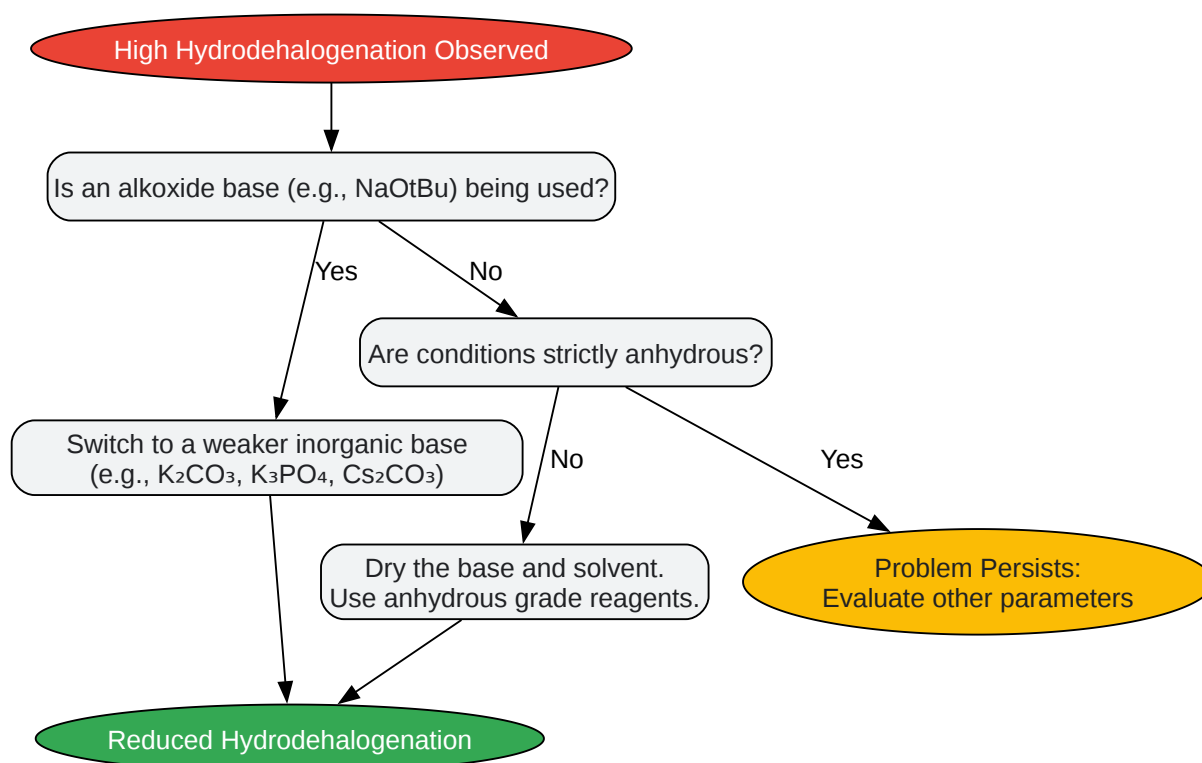 High Hydrodehalogenation Observed
Is an alkoxide base (e.g., NaOtBu) being used?
Yes
No
Are conditions strictly anhydrous?
Switch to a weaker inorganic base
(e.g., K₂CO₃, K₃PO₄, Cs₂CO₃)
No
Yes
Dry the base and solvent.
Use anhydrous grade reagents.
Problem Persists:
Evaluate other parameters
Reduced Hydrodehalogenation